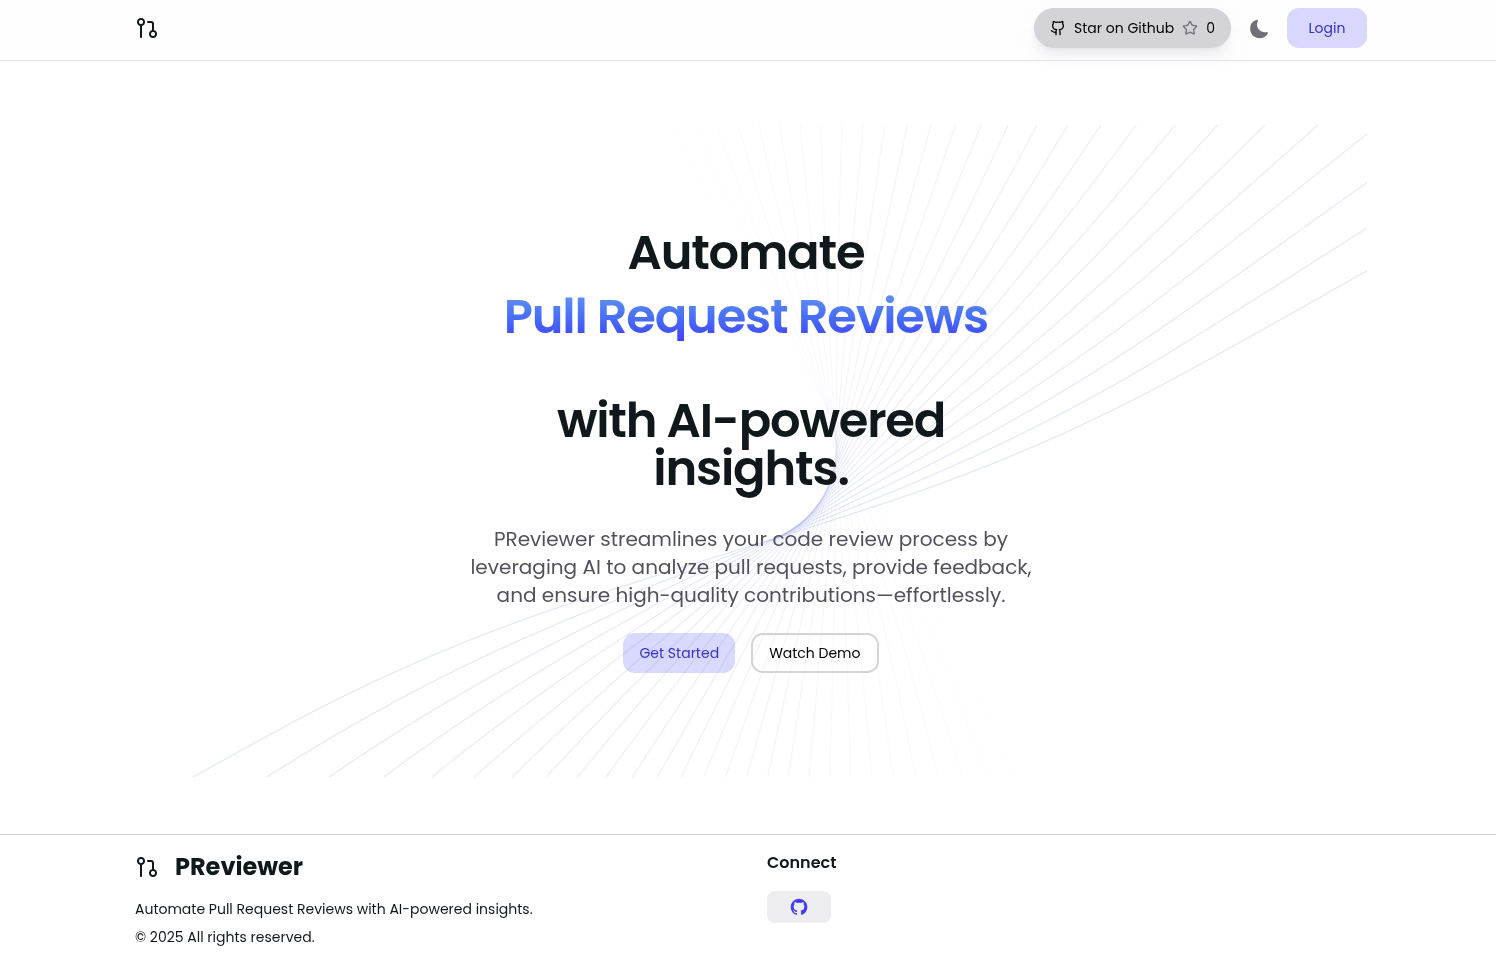 Star on Github 0
Login
Automate
Pull Request Reviews
with AI-powered
insights.
PReviewer streamlines your code review process by
leveraging AI to analyze pull requests, provide feedback,
and ensure high-quality contributions—effortlessly.
Get Started
Watch Demo
PReviewer
Automate Pull Request Reviews with AI-powered insights.
© 2025 All rights reserved.
Connect